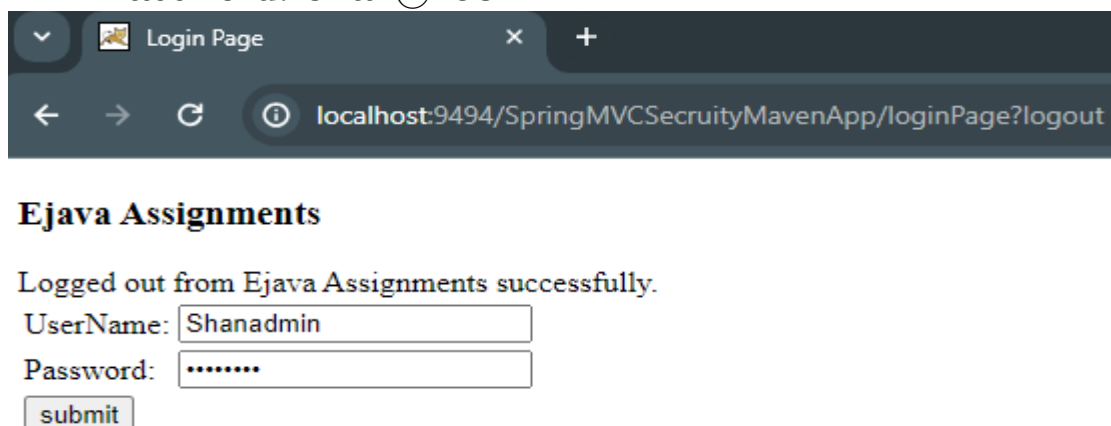 Login Page
localhost:9494/SpringMVCSecruityMavenApp/loginPage?logout
Ejava Assignments
Logged out from Ejava Assignments successfully.
UserName: Shanadmin
Password: ••••••••
submit